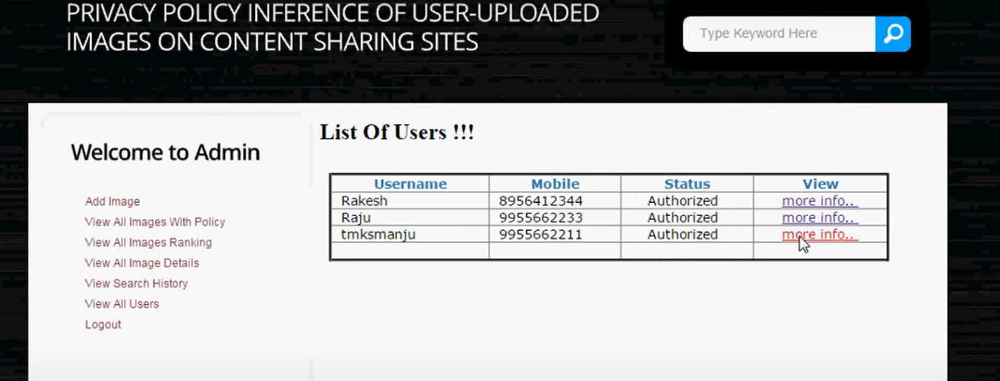 PRIVACY POLICY INFERENCE OF USER-UPLOADED
IMAGES ON CONTENT SHARING SITES
Type Keyword Here
Welcome to Admin
Add Image
View All Images With Policy
View All Images Ranking
View All Image Details
View Search History
View All Users
Logout
List Of Users !!!
Username Mobile Status View
Rakesh 8956412344 Authorized more info..
Raju 9955662233 Authorized more info..
tmksmanju 9955662211 Authorized more info..